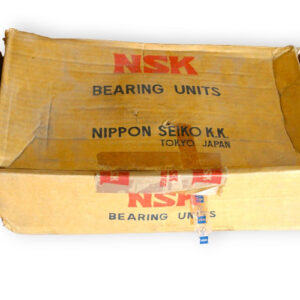 NSK
BEARING UNITS
NIPPON SEIKO K.K.
TOKYO JAPAN
NSK
BEARING UNITS